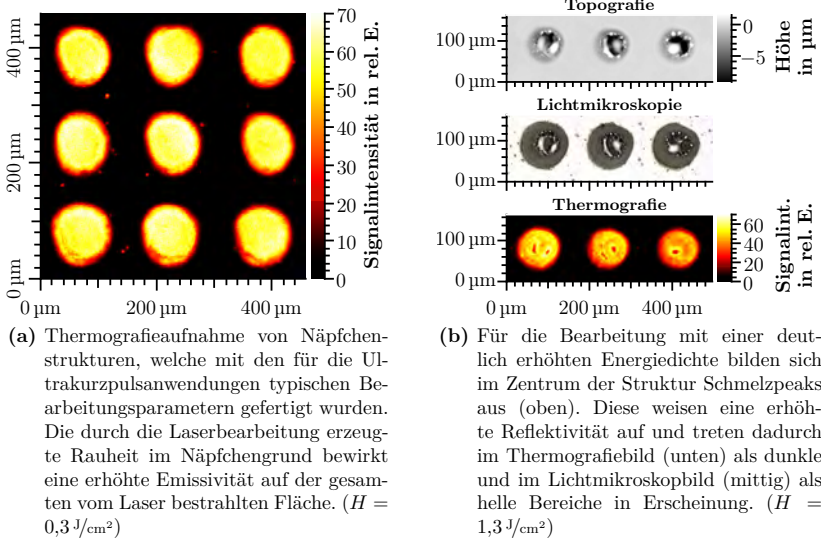 400 µm
200 µm
0 µm
0 µm
200 µm
400 µm
70
60
50
40
30
20
10
0
Signalintensität in rel. E.
(a) Thermografieaufnahme von Näpfchen-
strukturen, welche mit den für die Ul-
trakurzpulsanwendungen typischen Be-
arbeitungsparametern gefertigt wurden.
Die durch die Laserbearbeitung erzeug-
te Rauheit im Näpfchengrund bewirkt
eine erhöhte Emissivität auf der gesam-
ten vom Laser bestrahlten Fläche. (H =
0,3 J/cm²)
Topografie
100 µm
0 µm
0
−5
Höhe
in µm
Lichtmikroskopie
100 µm
0 µm
Thermografie
100 µm
0 µm
0 µm
200 µm
400 µm
60
40
20
0
Signalint.
in rel. E.
(b) Für die Bearbeitung mit einer deut-
lich erhöhten Energiedichte bilden sich
im Zentrum der Struktur Schmelzpeaks
aus (oben). Diese weisen eine erhöh-
te Reflektivität auf und treten dadurch
im Thermografiebild (unten) als dunkle
und im Lichtmikroskopbild (mittig) als
helle Bereiche in Erscheinung. (H =
1,3 J/cm²)